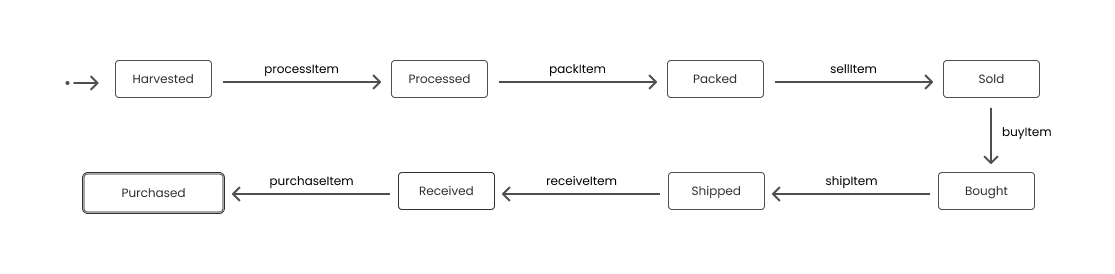 processItem
packItem
sellItem
Harvested
Processed
Packed
Sold
buyItem
purchaseItem
receiveItem
shipItem
Purchased
Received
Shipped
Bought